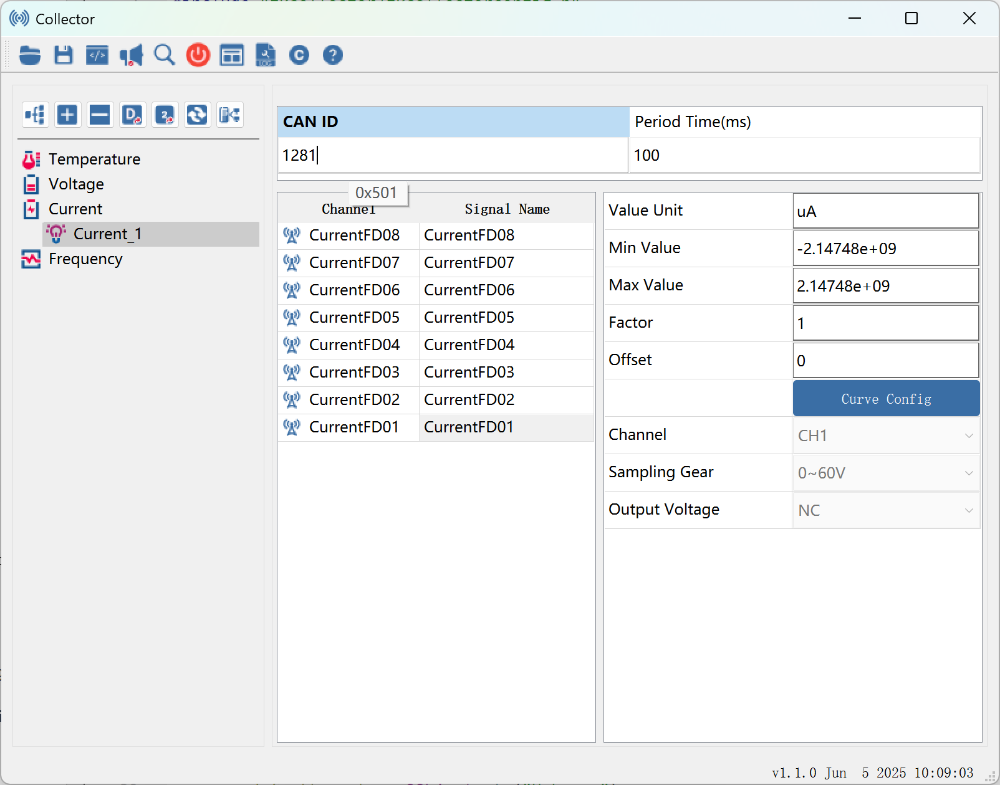 Collector
LOG
CAN ID
Period Time(ms)
1281
100
0x501
Temperature
Voltage
Current
Current_1
Frequency
Channel
Signal Name
CurrentFD08 CurrentFD08
CurrentFD07 CurrentFD07
CurrentFD06 CurrentFD06
CurrentFD05 CurrentFD05
CurrentFD04 CurrentFD04
CurrentFD03 CurrentFD03
CurrentFD02 CurrentFD02
CurrentFD01 CurrentFD01
Value Unit uA
Min Value -2.14748e+09
Max Value 2.14748e+09
Factor 1
Offset 0
Curve Config
Channel CH1
Sampling Gear 0~60V
Output Voltage NC
v1.1.0 Jun 5 2025 10:09:03